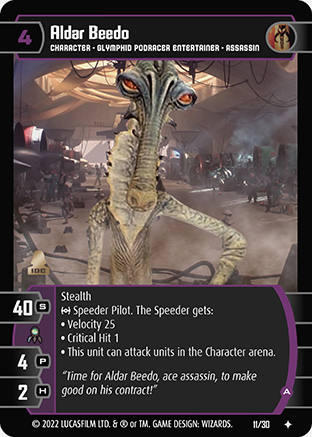 4 Aldar Beedo
CHARACTER • GLYMPHID PODRACER ENTERTAINER • ASSASSIN
IDC
40 S
4 P
2 H
Stealth
Speeder Pilot. The Speeder gets:
• Velocity 25
• Critical Hit 1
• This unit can attack units in the Character arena.
"Time for Aldar Beedo, ace assassin, to make
good on his contract!"
A
© 2022 LUCASFILM LTD. & ® or TM. GAME DESIGN: WIZARDS. 11/30